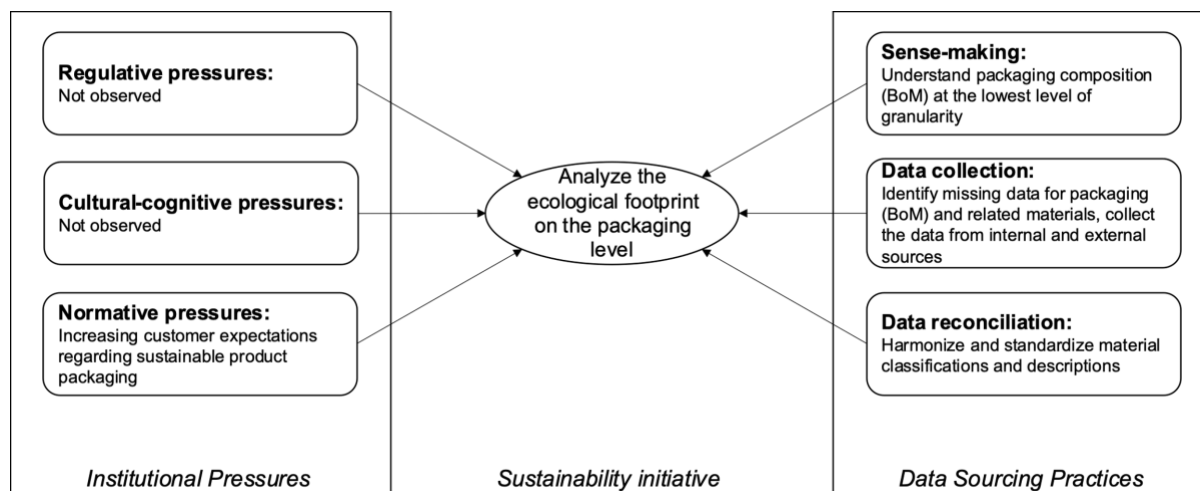 Regulative pressures:
Not observed
Cultural-cognitive pressures:
Not observed
Normative pressures:
Increasing customer expectations
regarding sustainable product
packaging
Institutional Pressures
Analyze the
ecological footprint
on the packaging
level
Sustainability initiative
Sense-making:
Understand packaging composition
(BoM) at the lowest level of
granularity
Data collection:
Identify missing data for packaging
(BoM) and related materials, collect
the data from internal and external
sources
Data reconciliation:
Harmonize and standardize material
classifications and descriptions
Data Sourcing Practices